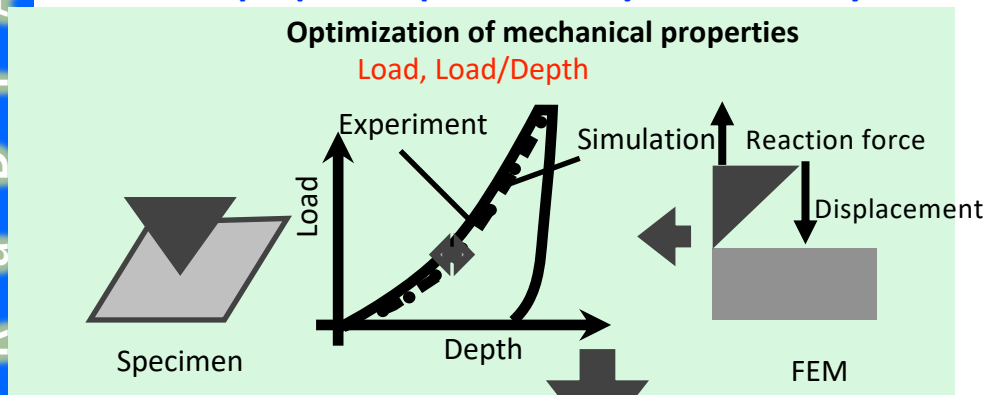 Optimization of mechanical properties
Load, Load/Depth
Experiment
Simulation
Reaction force
Load
Displacement
Depth
Specimen
FEM